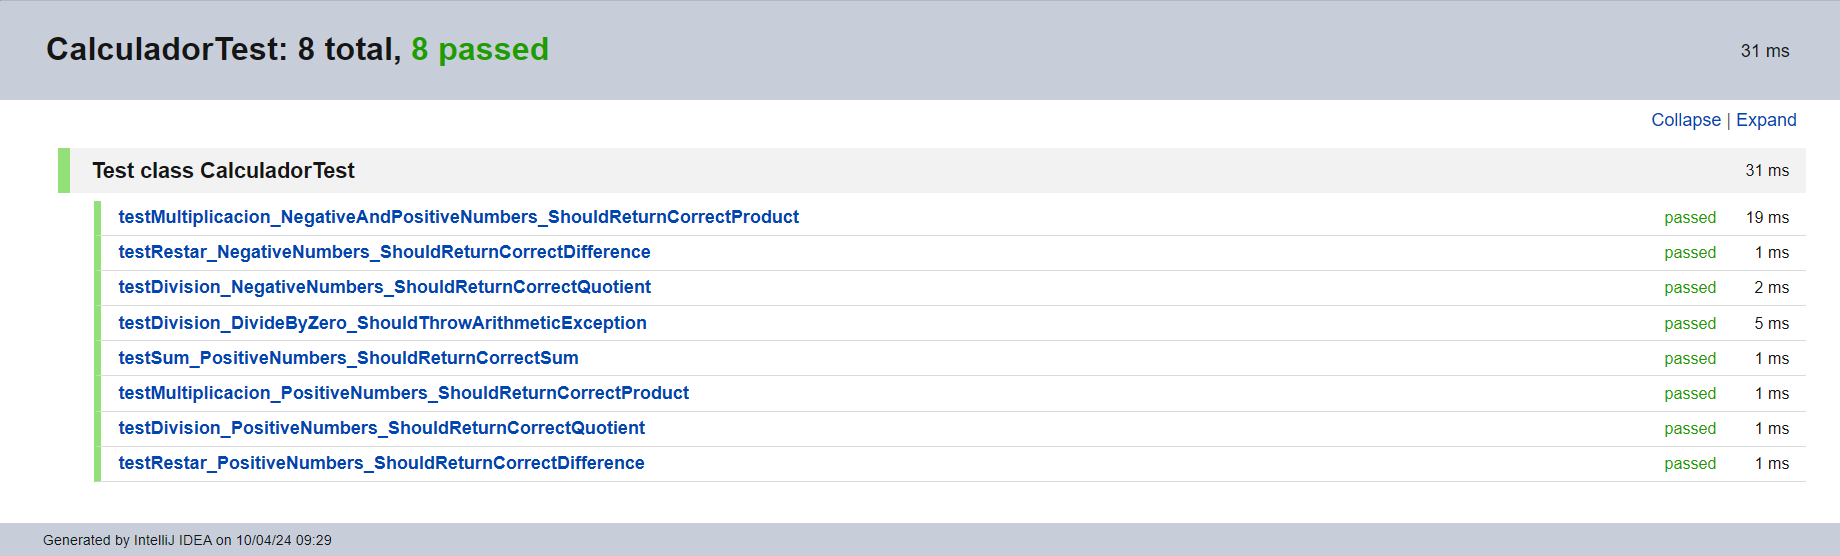 CalculadorTest: 8 total, 8 passed 31 ms
Collapse | Expand
Test class CalculadorTest 31 ms
testMultiplicacion_NegativeAndPositiveNumbers_ShouldReturnCorrectProduct passed 19 ms
testRestar_NegativeNumbers_ShouldReturnCorrectDifference passed 1 ms
testDivision_NegativeNumbers_ShouldReturnCorrectQuotient passed 2 ms
testDivision_DivideByZero_ShouldThrowArithmeticException passed 5 ms
testSum_PositiveNumbers_ShouldReturnCorrectSum passed 1 ms
testMultiplicacion_PositiveNumbers_ShouldReturnCorrectProduct passed 1 ms
testDivision_PositiveNumbers_ShouldReturnCorrectQuotient passed 1 ms
testRestar_PositiveNumbers_ShouldReturnCorrectDifference passed 1 ms
Generated by IntelliJ IDEA on 10/04/24 09:29